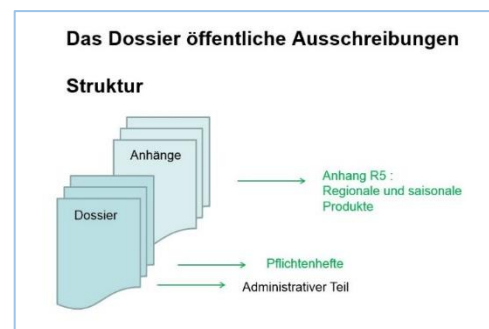 Das Dossier öffentliche Ausschreibungen
Struktur
Anhänge
Anhang R5 :
Regionale und saisonale
Produkte
Dossier
Pflichtenhefte
Administrativer Teil